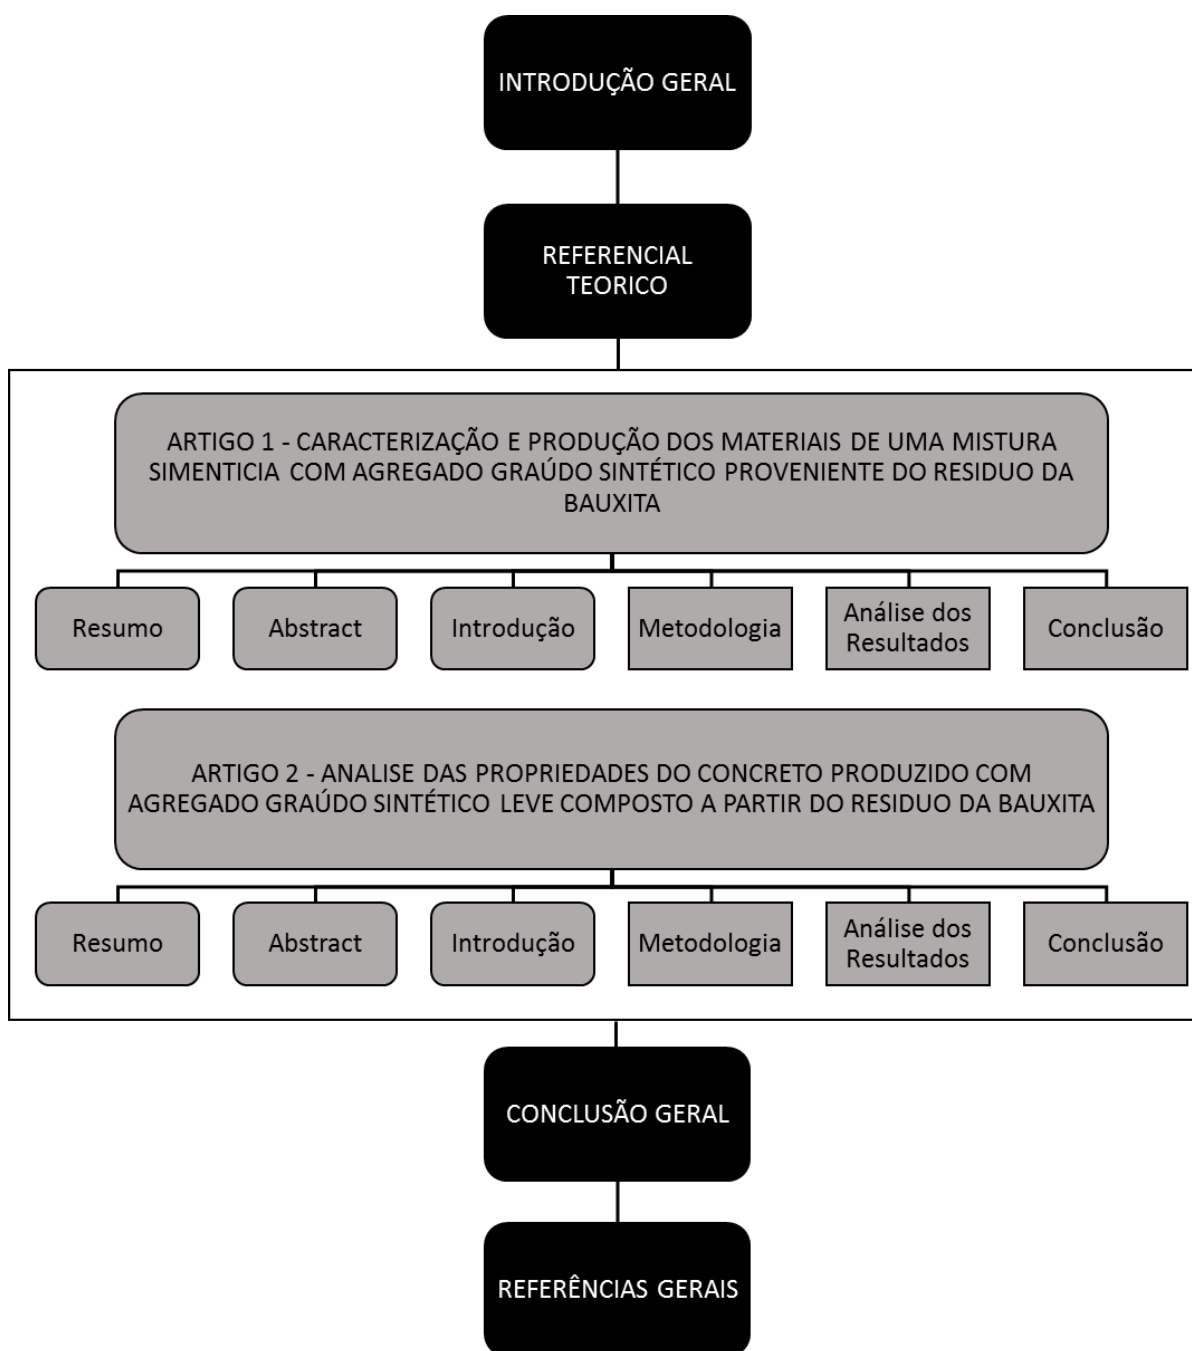 INTRODUÇÃO GERAL
REFERENCIAL
TEORICO
ARTIGO 1 - CARACTERIZAÇÃO E PRODUÇÃO DOS MATERIAIS DE UMA MISTURA
SIMENTICIA COM AGREGADO GRAÚDO SINTÉTICO PROVENIENTE DO RESIDUO DA
BAUXITA
Resumo
Abstract
Introdução
Metodologia
Análise dos
Resultados
Conclusão
ARTIGO 2 - ANALISE DAS PROPRIEDADES DO CONCRETO PRODUZIDO COM
AGREGADO GRAÚDO SINTÉTICO LEVE COMPOSTO A PARTIR DO RESIDUO DA BAUXITA
Resumo
Abstract
Introdução
Metodologia
Análise dos
Resultados
Conclusão
CONCLUSÃO GERAL
REFERÊNCIAS GERAIS